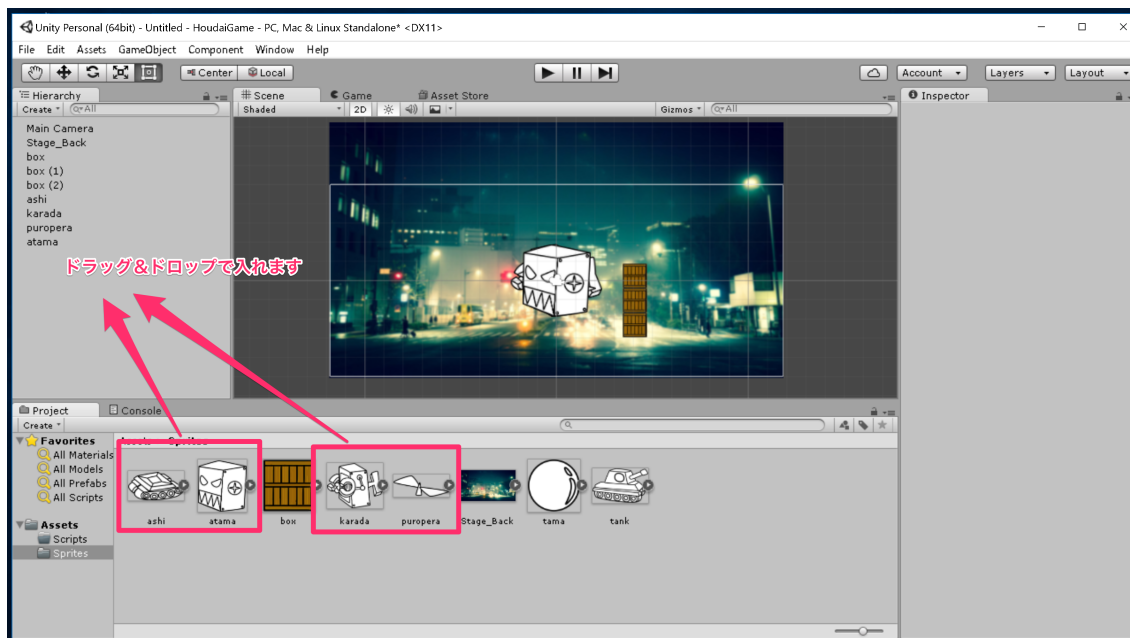 Unity Personal (64bit) - Untitled - HoudaiGame - PC, Mac & Linux Standalone* <DX11>
File Edit Assets GameObject Component Window Help
Center Local Account Layers Layout
Hierarchy
Create All
Main Camera
Stage_Back
box
box (1)
box (2)
ashi
karada
puropera
atama
Scene Game Asset Store
Shaded 2D Gizmos All
Inspector
ドラッグ&ドロップで入れます
Project Console
Create
Favorites
All Materials
All Models
All Prefabs
All Scripts
Assets
Scripts
Sprites
Assets Sprites
ashi atama box karada puropera Stage_Back tama tank